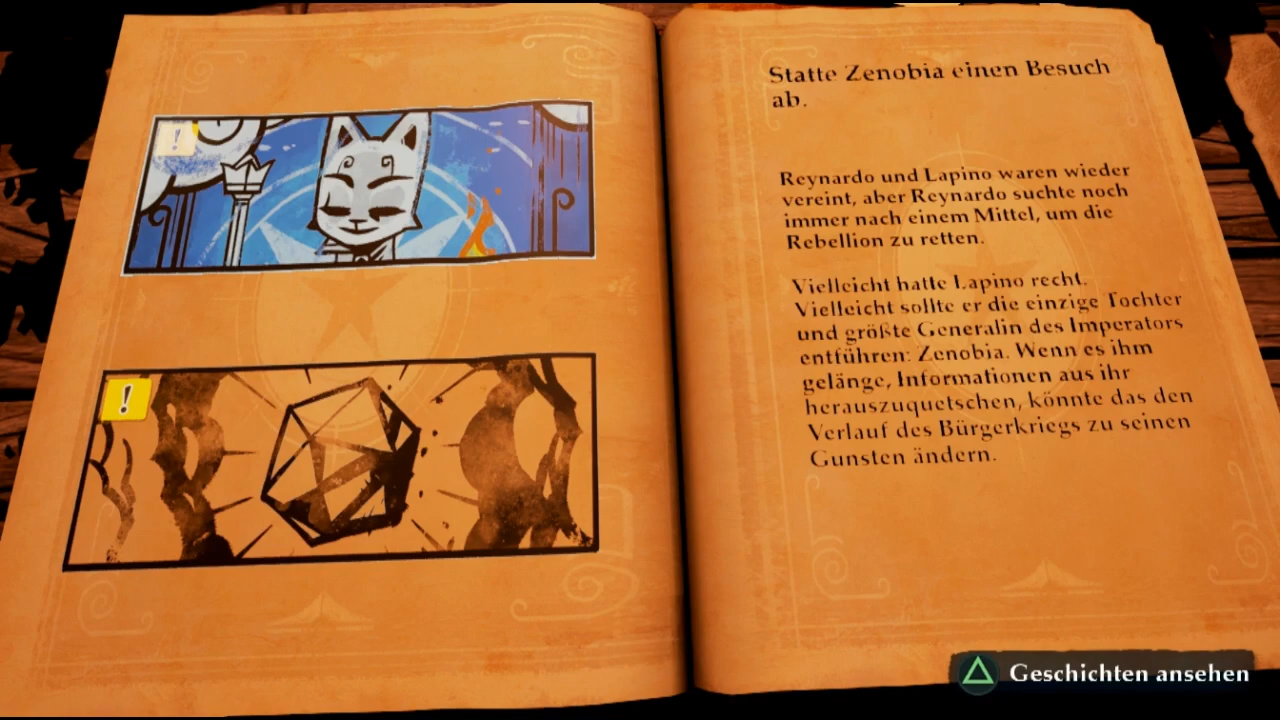 !
!
Statte Zenobia einen Besuch
ab.
Reynardo und Lapino waren wieder
vereint, aber Reynardo suchte noch
immer nach einem Mittel, um die
Rebellion zu retten.
Vielleicht hatte Lapino recht.
Vielleicht sollte er die einzige Tochter
und größte Generalin des Imperators
entführen: Zenobia. Wenn es ihm
gelänge, Informationen aus ihr
herauszuquetschen, könnte das den
Verlauf des Bürgerkriegs zu seinen
Gunsten ändern.
Geschichten ansehen